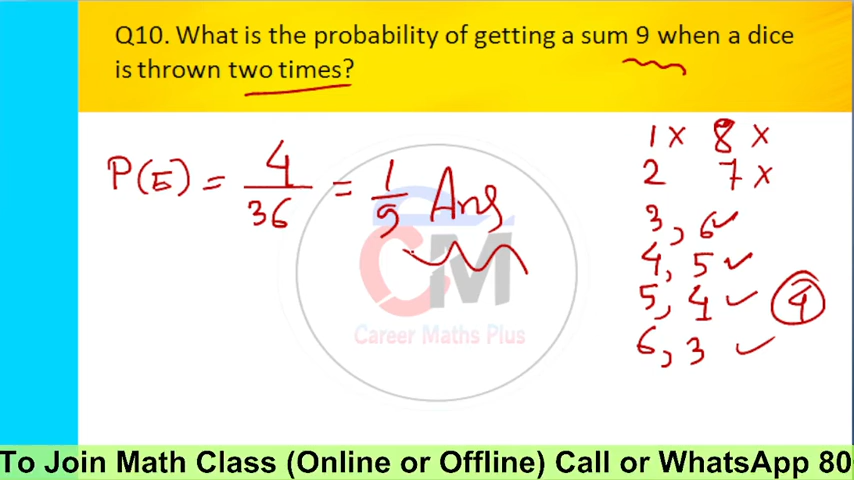 Q10. What is the probability of getting a sum 9 when a dice
is thrown two times?
P(E) = 4/36 = 1/9 Ans
1 x 8 x
2 7 x
3, 6 ✓
4, 5 ✓
5, 4 ✓ 4
6, 3 ✓
CM
Career Maths Plus
To Join Math Class (Online or Offline) Call or WhatsApp 80